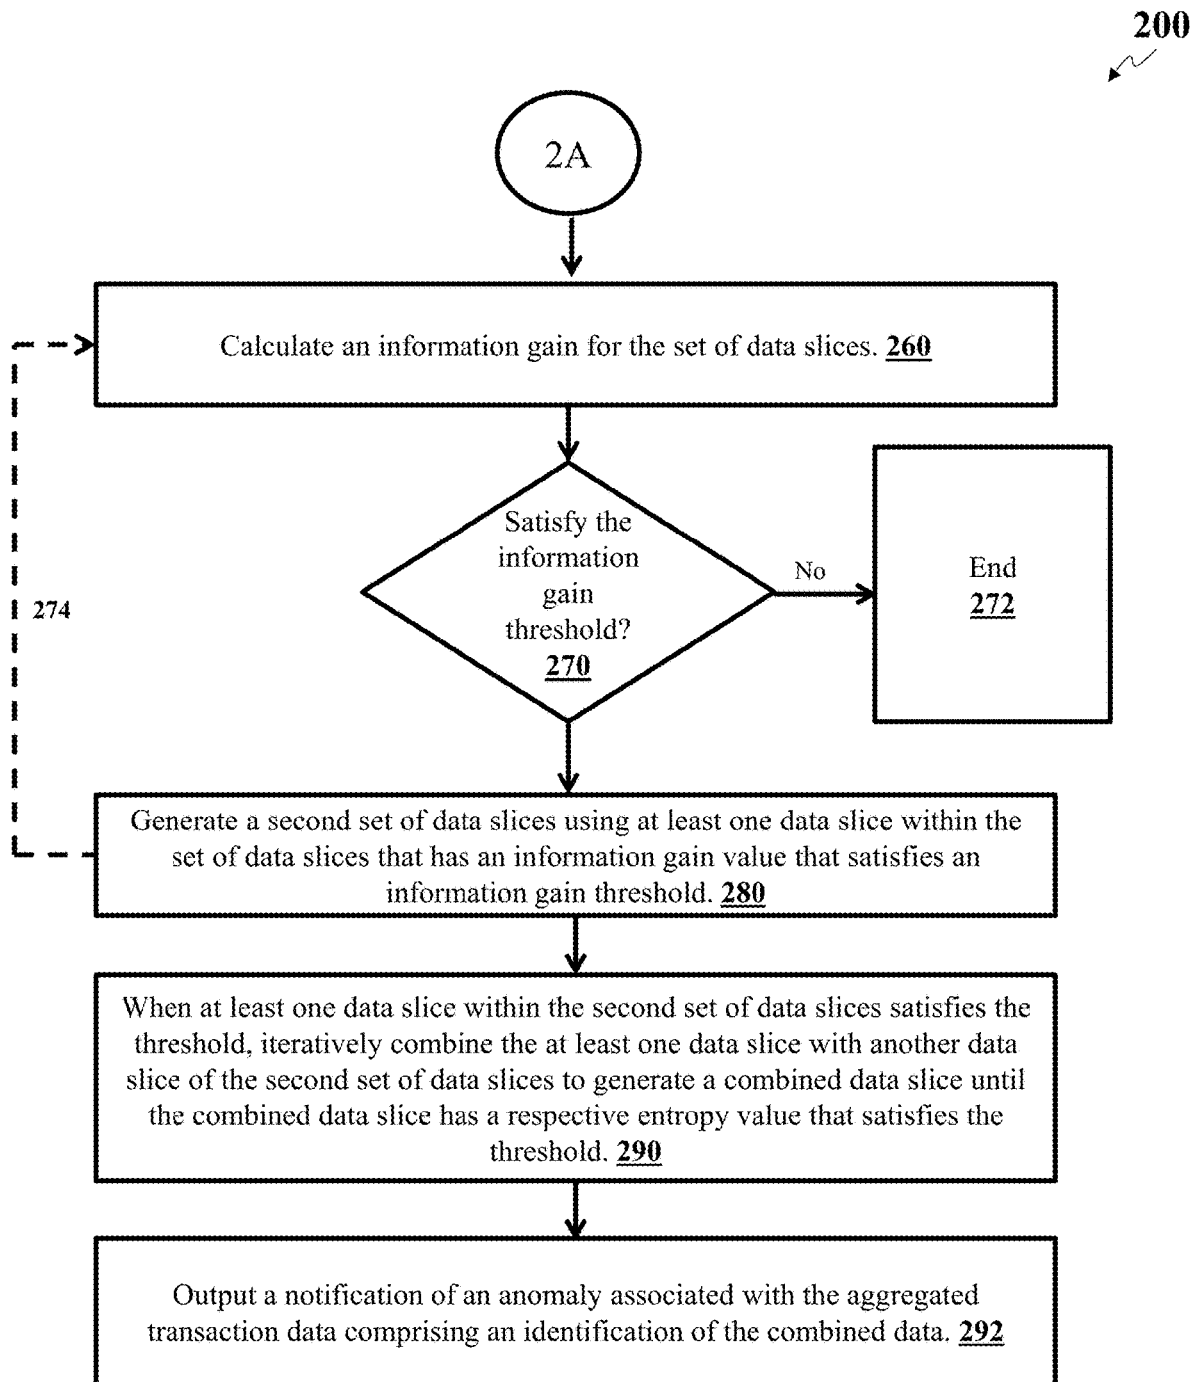 200
2A
Calculate an information gain for the set of data slices. 260
Satisfy the
information
gain
threshold?
270
No
End
272
274
Generate a second set of data slices using at least one data slice within the
set of data slices that has an information gain value that satisfies an
information gain threshold. 280
When at least one data slice within the second set of data slices satisfies the
threshold, iteratively combine the at least one data slice with another data
slice of the second set of data slices to generate a combined data slice until
the combined data slice has a respective entropy value that satisfies the
threshold. 290
Output a notification of an anomaly associated with the aggregated
transaction data comprising an identification of the combined data. 292